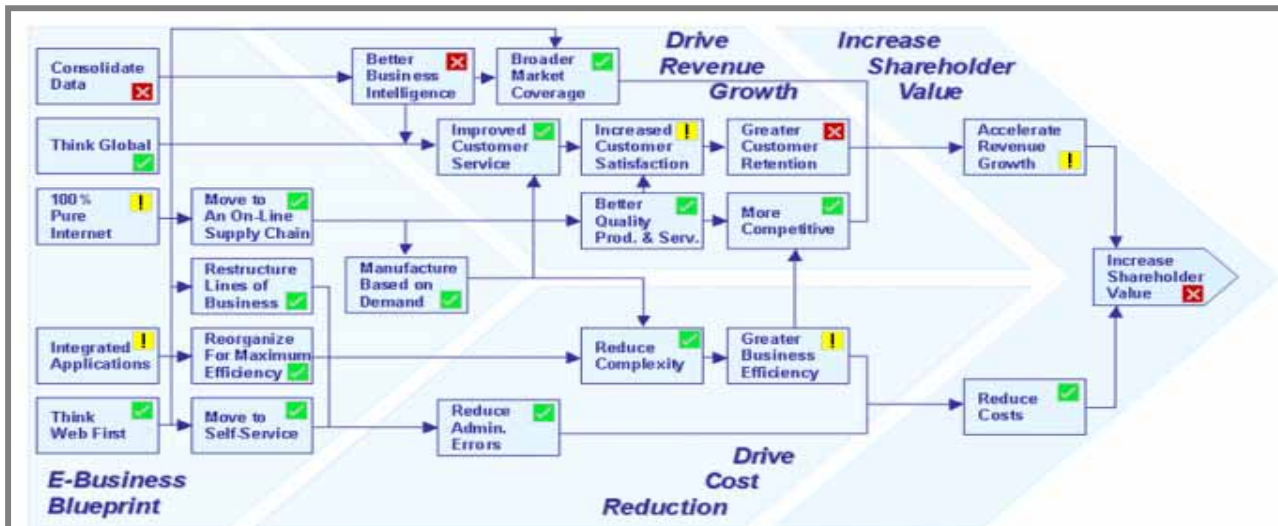 Drive
Revenue
Growth
Increase
Shareholder
Value
Consolidate
Data
Better
Business
Intelligence
Broader
Market
Coverage
Think Global
Improved
Customer
Service
Increased
Customer
Satisfaction
Greater
Customer
Retention
Accelerate
Revenue
Growth
100%
Pure
Internet
Move to
An On-Line
Supply Chain
Better
Quality
Prod. & Serv.
More
Competitive
Restructure
Lines of
Business
Manufacture
Based on
Demand
Increase
Shareholder
Value
Integrated
Applications
Reorganize
For Maximum
Efficiency
Reduce
Complexity
Greater
Business
Efficiency
Think
Web First
Move to
Self-Service
Reduce
Admin.
Errors
Reduce
Costs
E-Business
Blueprint
Drive
Cost
Reduction